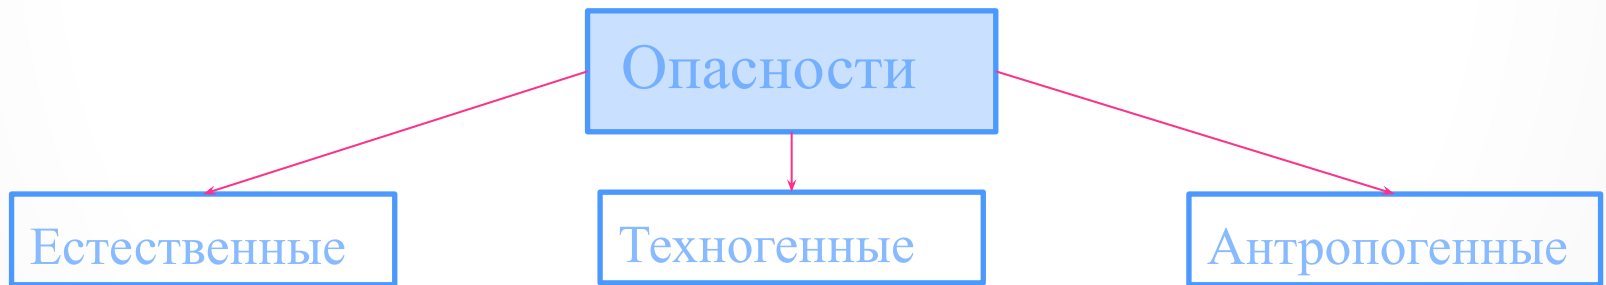 Опасности
Естественные
Техногенные
Антропогенные